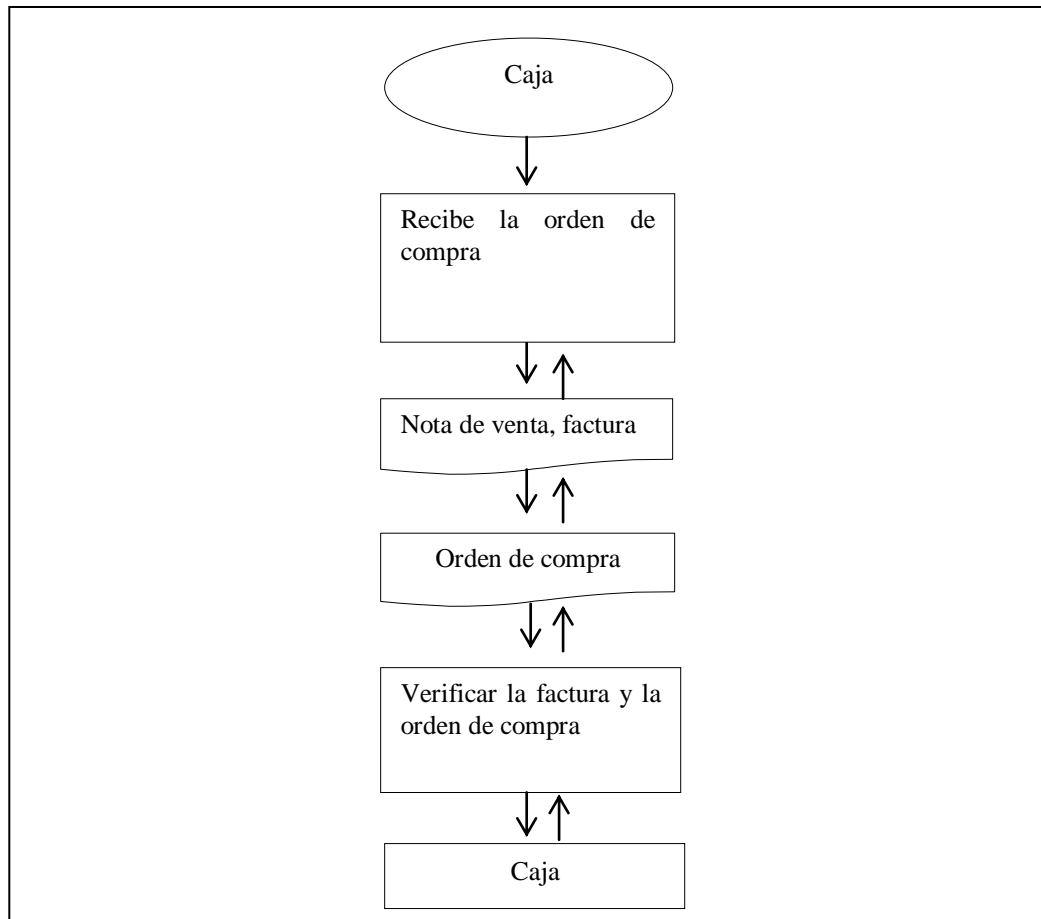 Caja
Recibe la orden de
compra
Nota de venta, factura
Orden de compra
Verificar la factura y la
orden de compra
Caja